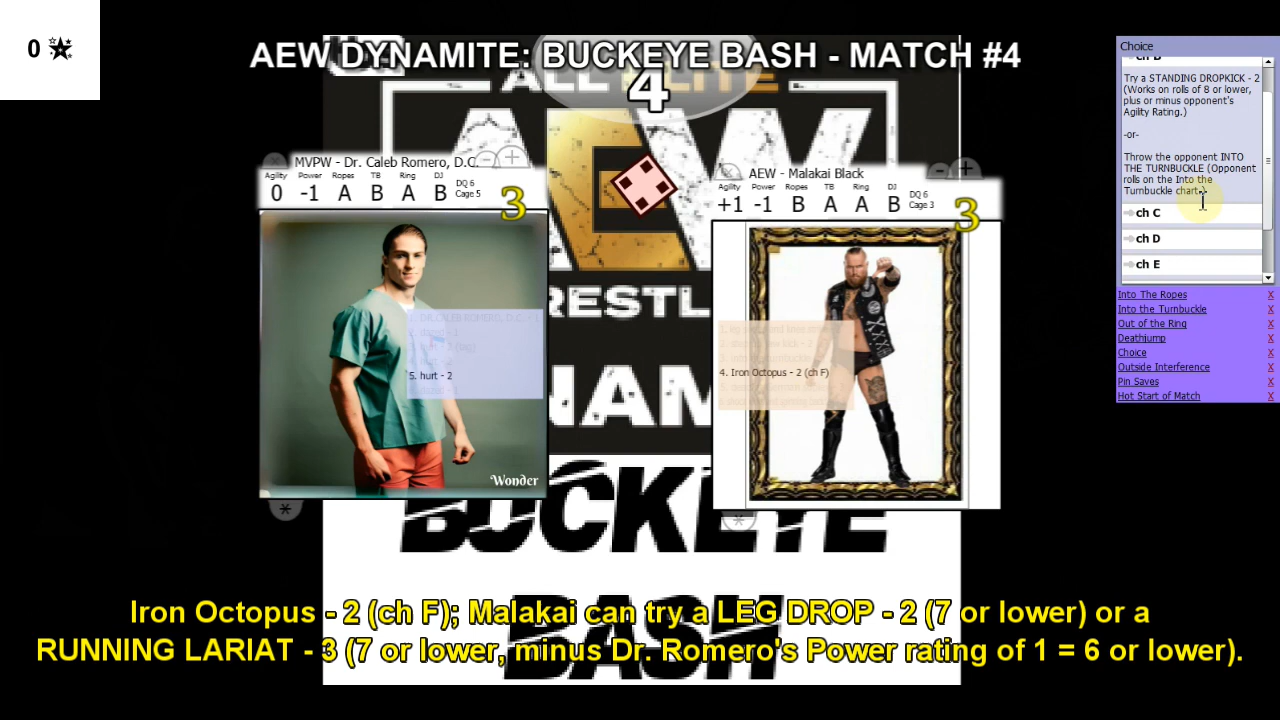 0
AEW DYNAMITE: BUCKEYE BASH - MATCH #4
4
ALL ELITE
AEW
MVPW - Dr. Caleb Romero, D.C.
Agility Power Ropes TB Ring DJ
0 -1 A B A B
DQ 6
Cage 5
3
5. hurt - 2
Wonder
AEW - Malakai Black
Agility Power Ropes TB Ring DJ
+1 -1 B A A B
DQ 6
Cage 3
3
4. Iron Octopus - 2 (ch F)
Choice
ch B
Try a STANDING DROPKICK - 2
(Works on rolls of 8 or lower,
plus or minus opponent's
Agility Rating.)
-or-
Throw the opponent INTO
THE TURNBUCKLE (Opponent
rolls on the Into the
Turnbuckle chart.)
ch C
ch D
ch E
Into The Ropes X
Into the Turnbuckle X
Out of the Ring X
Deathjump X
Choice X
Outside Interference X
Pin Saves X
Hot Start of Match X
BUCKEYE
BASH
Iron Octopus - 2 (ch F); Malakai can try a LEG DROP - 2 (7 or lower) or a
RUNNING LARIAT - 3 (7 or lower, minus Dr. Romero's Power rating of 1 = 6 or lower).